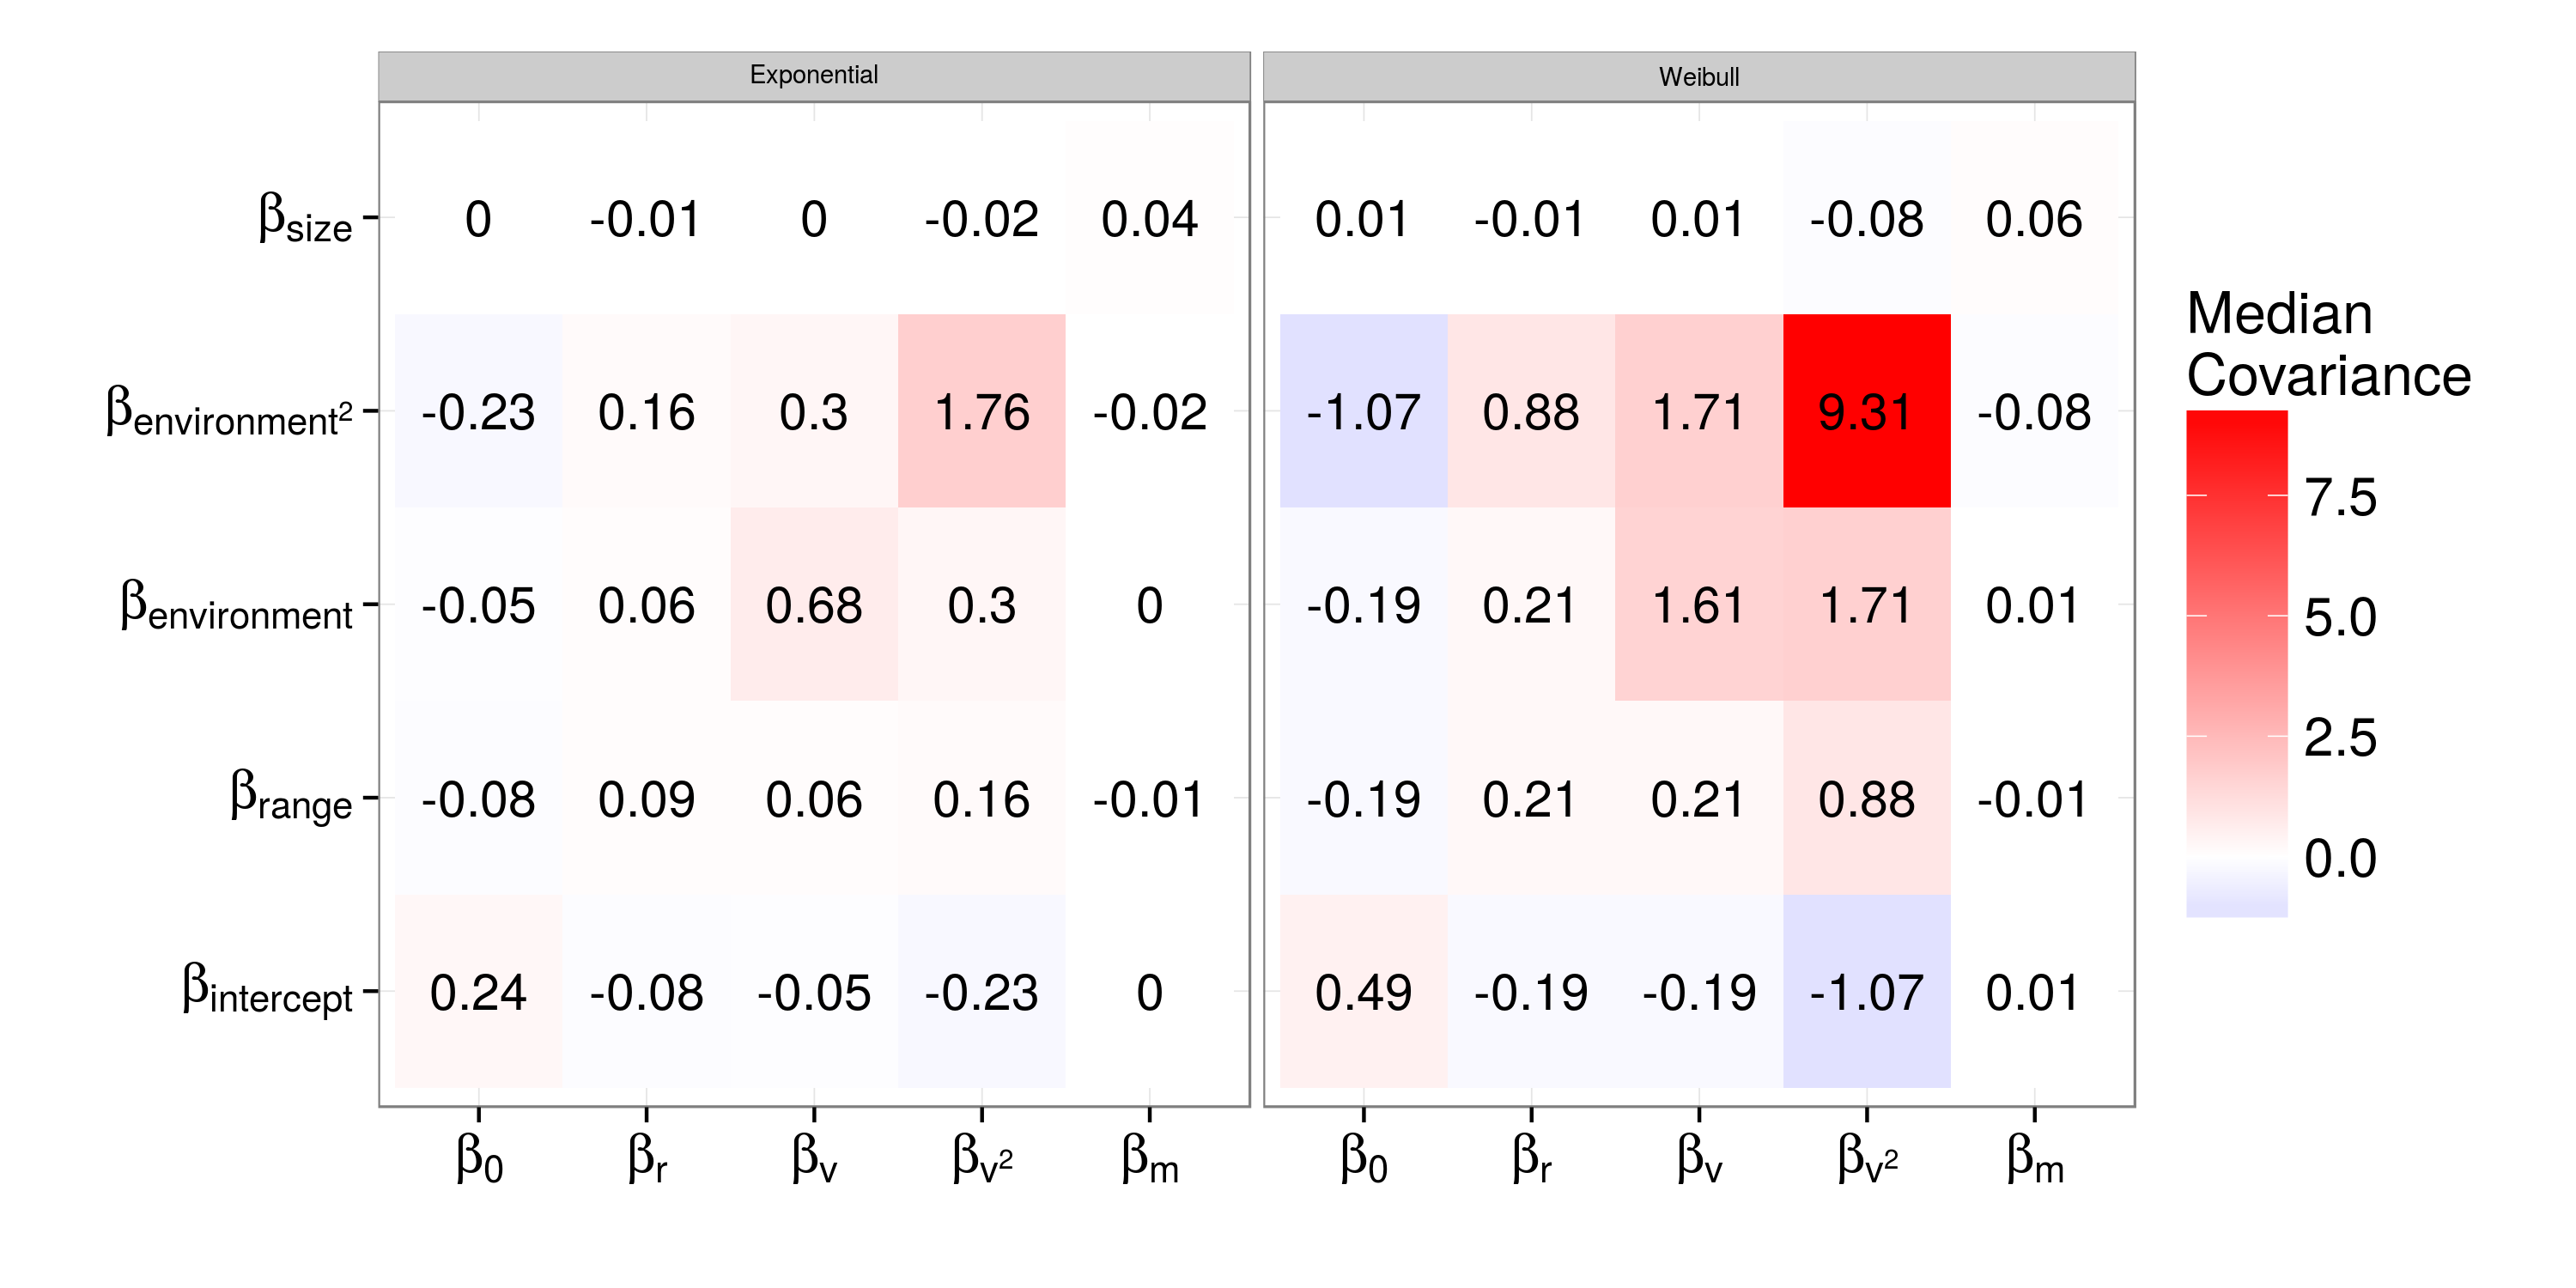 Exponential Weibull
βsize 0 -0.01 0 -0.02 0.04 0.01 -0.01 0.01 -0.08 0.06
βenvironment² -0.23 0.16 0.3 1.76 -0.02 -1.07 0.88 1.71 9.31 -0.08
βenvironment -0.05 0.06 0.68 0.3 0 -0.19 0.21 1.61 1.71 0.01
βrange -0.08 0.09 0.06 0.16 -0.01 -0.19 0.21 0.21 0.88 -0.01
βintercept 0.24 -0.08 -0.05 -0.23 0 0.49 -0.19 -0.19 -1.07 0.01
β0 βr βv βv² βm β0 βr βv βv² βm
Median
Covariance
7.5
5.0
2.5
0.0